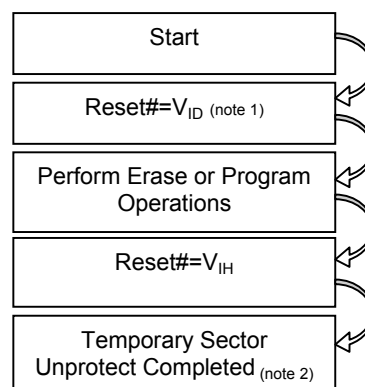 Start
Reset#=VID (note 1)
Perform Erase or Program
Operations
Reset#=VIH
Temporary Sector
Unprotect Completed (note 2)